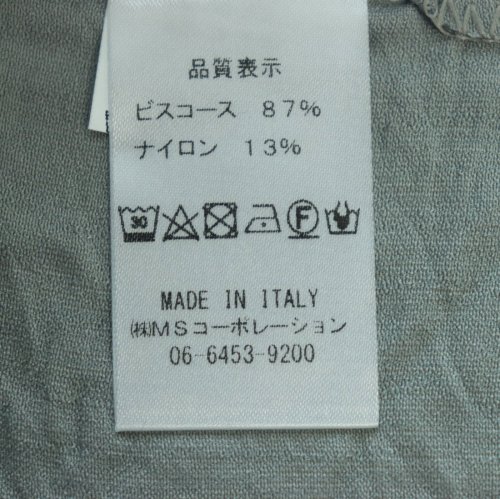 品質表示
ビスコース 87%
ナイロン 13%
30
F
MADE IN ITALY
㈱MSコーポレーション
06-6453-9200